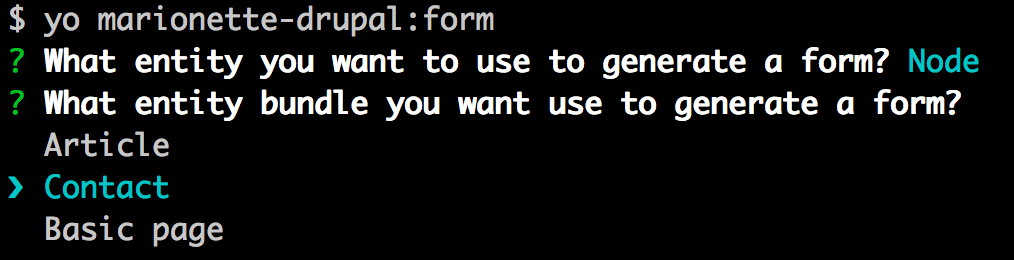 $ yo marionette-drupal:form
? What entity you want to use to generate a form? Node
? What entity bundle you want use to generate a form?
Article
❯ Contact
Basic page